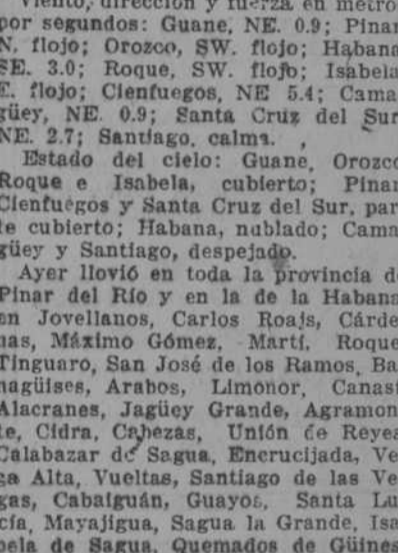 Viento, dirección y fuerza en metro
por segundos: Guane, NE. 0.9; Pinar
N. flojo; Orozco, SW. flojo; Habana
SE. 3.0; Roque, SW. flojo; Isabela
E. flojo; Cienfuegos, NE 5.4; Cama-
güey, NE. 0.9; Santa Cruz del Sur
NE. 2.7; Santiago, calma.
Estado del cielo: Guane, Orozco
Roque e Isabela, cubierto; Pinar
Cienfuegos y Santa Cruz del Sur, par
te cubierto; Habana, nublado; Cama
güey y Santiago, despejado.
Ayer llovió en toda la provincia d
Pinar del Río y en la de la Habana
en Jovellanos, Carlos Roajs, Cárde
nas, Máximo Gómez, Martí, Roque
Tinguaro, San José de los Ramos, Ba
nagüises, Arabos, Limonor, Canasí
Alacranes, Jagüey Grande, Agramon
te, Cidra, Cabezas, Unión de Reyes
Calabazar de Sagua, Encrucijada, Ve
ga Alta, Vueltas, Santiago de las Ve
gas, Cabaiguán, Guayos, Santa Lu
cía, Mayajigua, Sagua la Grande, Isa
bela de Sagua, Quemados de Güines